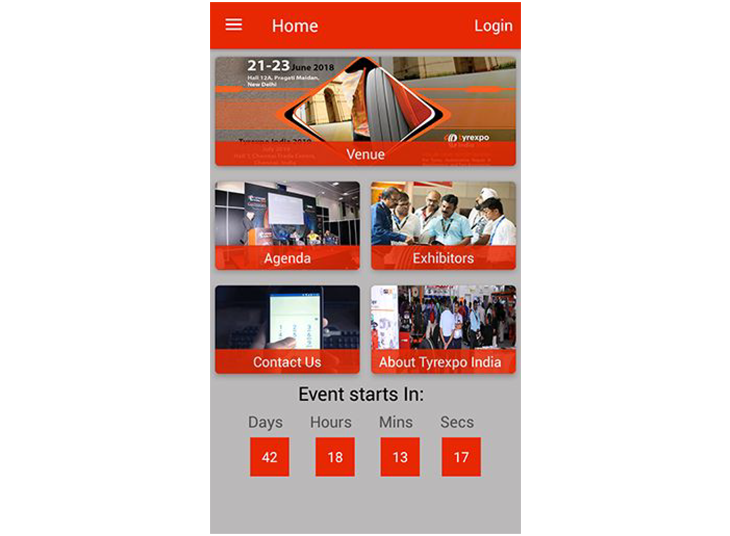 Home
Login
21-23 June 2018
Hall 12A, Pragati Maidan,
New Delhi
tyrexpo
Venue
Agenda
Exhibitors
Contact Us
About Tyrexpo India
Event starts In:
Days Hours Mins Secs
42 18 13 17